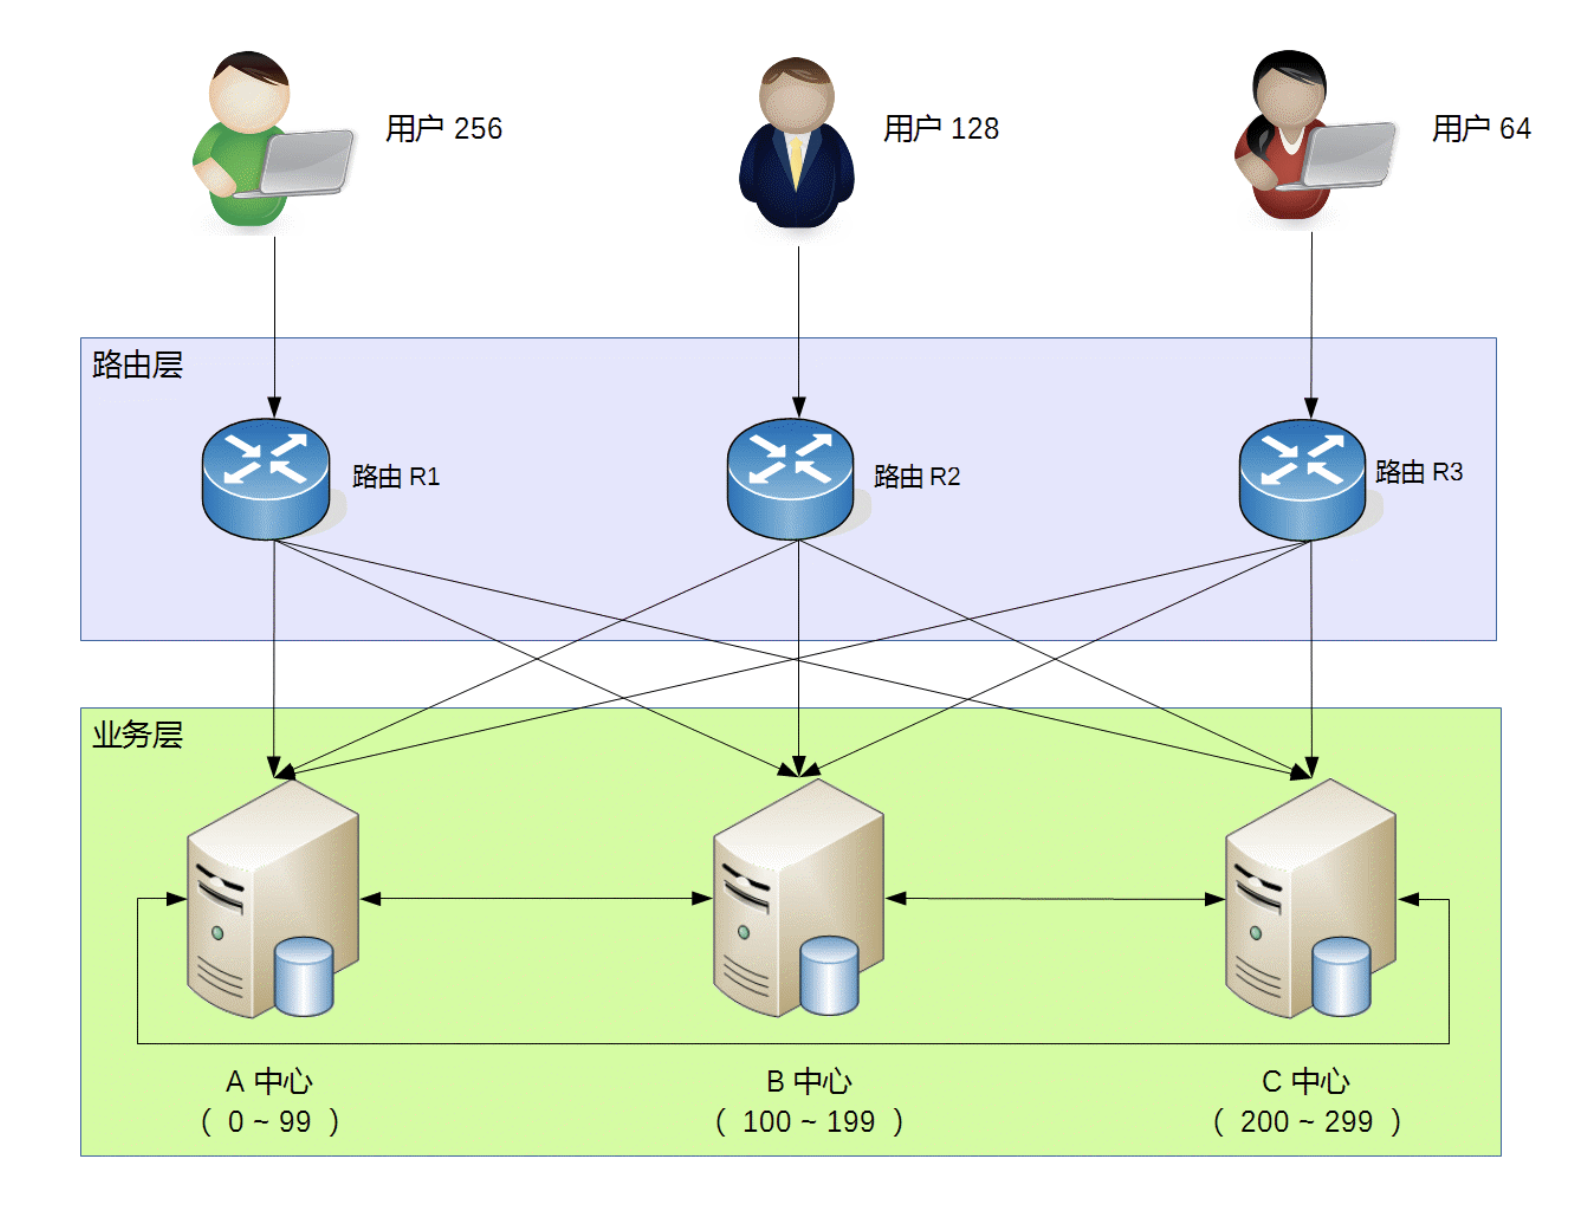 用户 256
用户 128
用户 64
路由层
路由 R1
路由 R2
路由 R3
业务层
A 中心
（ 0 ~ 99 ）
B 中心
（ 100 ~ 199 ）
C 中心
（ 200 ~ 299 ）